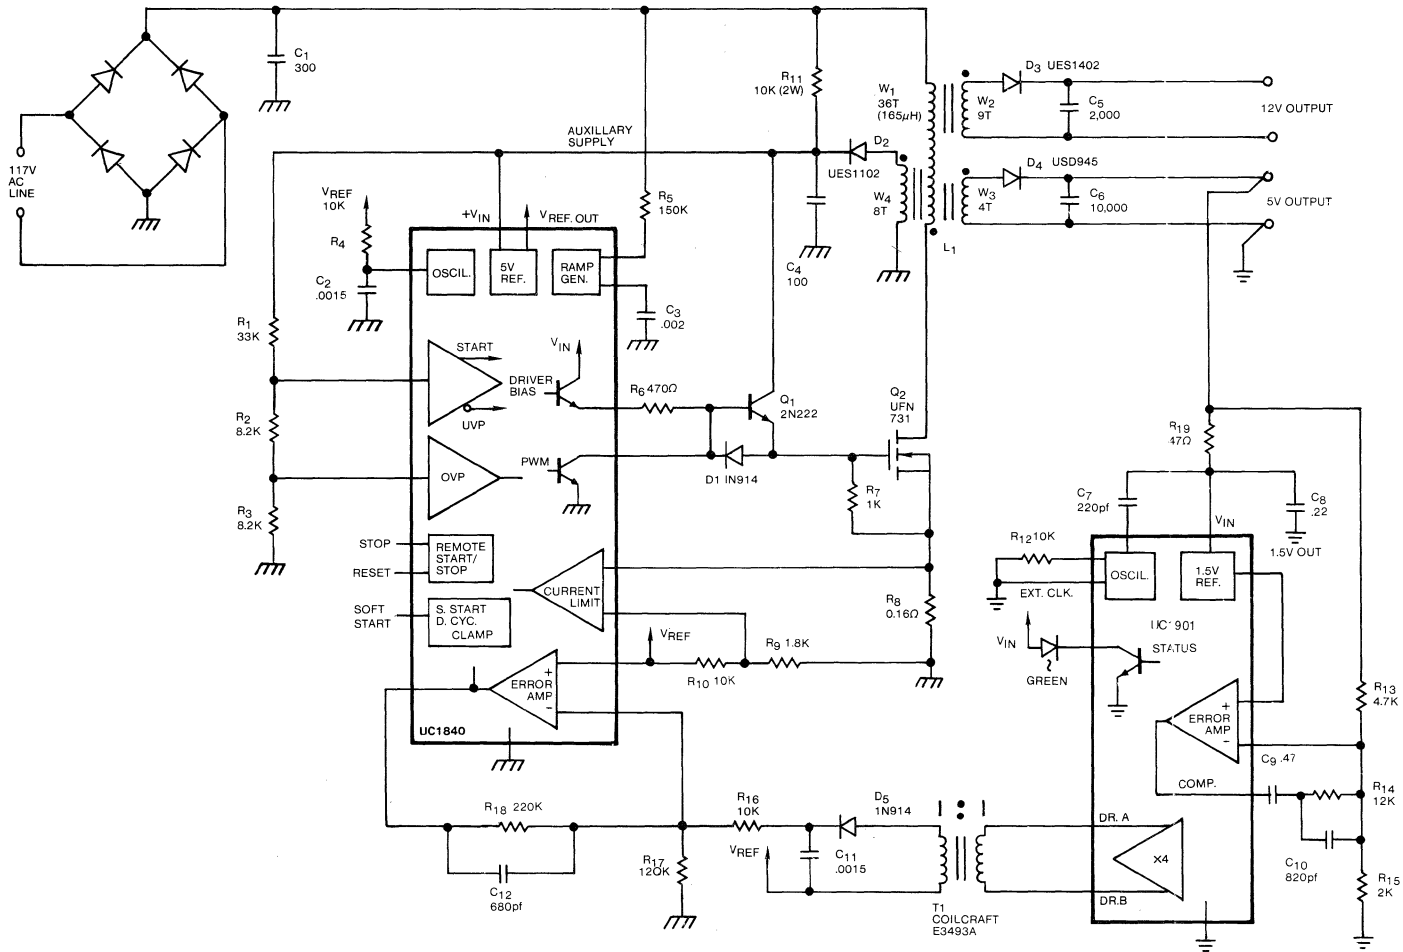 C1
300
117V
AC
LINE
AUXILLARY
SUPPLY
R11
10K (2W)
W1
36T
(165µH)
D3 UES1402
W2
9T
C5
2,000
12V OUTPUT
D2
UES1102
W4
8T
D4 USD945
W3
4T
C6
10,000
5V OUTPUT
L1
C4
100
VREF
10K
R4
C2
.0015
+VIN
VREF. OUT
R5
150K
OSCIL.
5V
REF.
RAMP
GEN.
C3
.002
R1
33K
R2
8.2K
R3
8.2K
START
UVP
DRIVER
BIAS
VIN
R6 470Ω
Q1
2N222
Q2
UFN
731
OVP
PWM
D1 IN914
R7
1K
STOP
RESET
REMOTE
START/
STOP
SOFT
START
S. START
D. CYC.
CLAMP
CURRENT
LIMIT
R8
0.16Ω
VREF
R9 1.8K
R10 10K
+
ERROR
AMP
−
UC1840
R18 220K
C12
680pf
R17
120K
R16
10K
D5
1N914
VREF
C11
.0015
T1
COILCRAFT
E3493A
R19
47Ω
C7
220pf
C8
.22
VIN
1.5V OUT
R12 10K
OSCIL.
1.5V
REF.
EXT. CLK.
UC1901
VIN
STATUS
GREEN
+
ERROR
AMP
−
R13
4.7K
C9 .47
COMP.
R14
12K
C10
820pf
R15
2K
DR. A
X4
DR.B